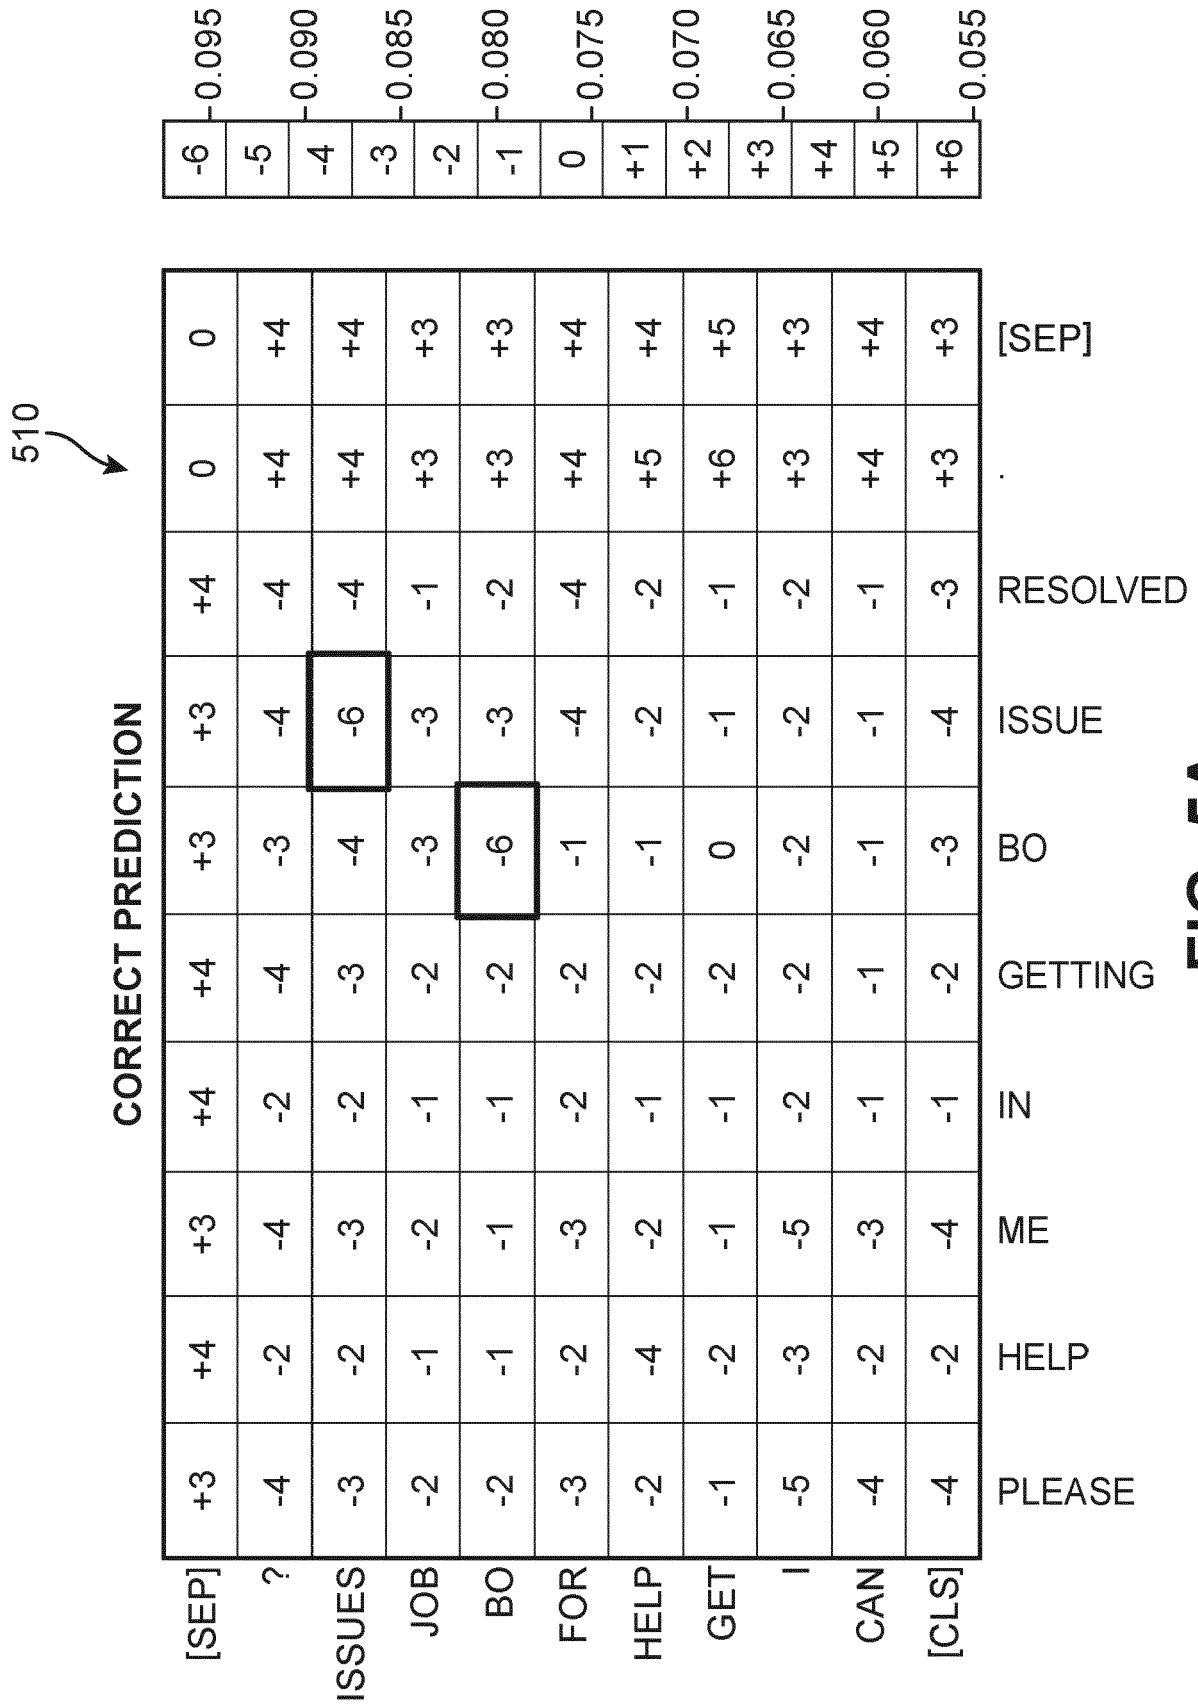 510
CORRECT PREDICTION
[SEP] +3 +4 +3 +4 +4 +3 +3 +4 0 0
? -4 -2 -4 -2 -4 -3 -4 -4 +4 +4
ISSUES -3 -2 -3 -2 -3 -4 -6 -4 +4 +4
JOB -2 -1 -2 -1 -2 -3 -3 -1 +3 +3
BO -2 -1 -1 -1 -2 -6 -3 -2 +3 +3
FOR -3 -2 -3 -2 -2 -1 -4 -4 +4 +4
HELP -2 -4 -2 -1 -2 -1 -2 -2 +5 +4
GET -1 -2 -1 -1 -2 0 -1 -1 +6 +5
I -5 -3 -5 -2 -2 -2 -2 -2 +3 +3
CAN -4 -2 -3 -1 -1 -1 -1 -1 +4 +4
[CLS] -4 -2 -4 -1 -2 -3 -4 -3 +3 +3
PLEASE
HELP
ME
IN
GETTING
BO
ISSUE
RESOLVED
.
[SEP]
-6
-5
-4
-3
-2
-1
0
+1
+2
+3
+4
+5
+6
0.095
0.090
0.085
0.080
0.075
0.070
0.065
0.060
0.055